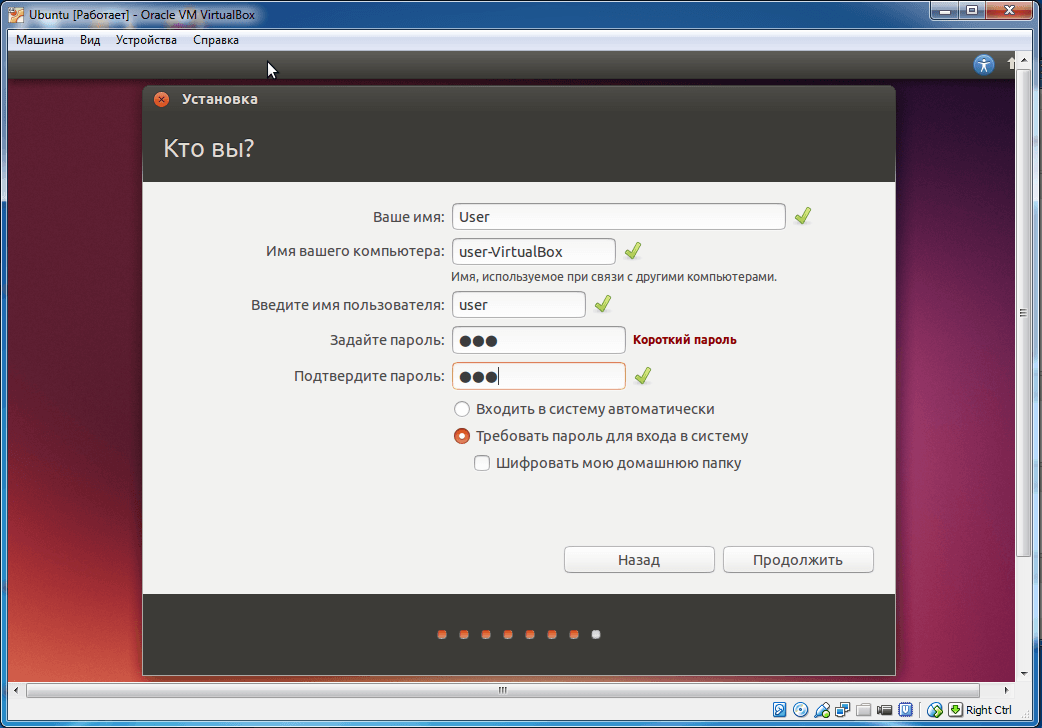 Ubuntu [Работает] - Oracle VM VirtualBox
Машина Вид Устройства Справка
Установка
Кто вы?
Ваше имя: User
Имя вашего компьютера: user-VirtualBox
Имя, используемое при связи с другими компьютерами.
Введите имя пользователя: user
Задайте пароль: ●●● Короткий пароль
Подтвердите пароль: ●●●
Входить в систему автоматически
Требовать пароль для входа в систему
Шифровать мою домашнюю папку
Назад Продолжить
Right Ctrl